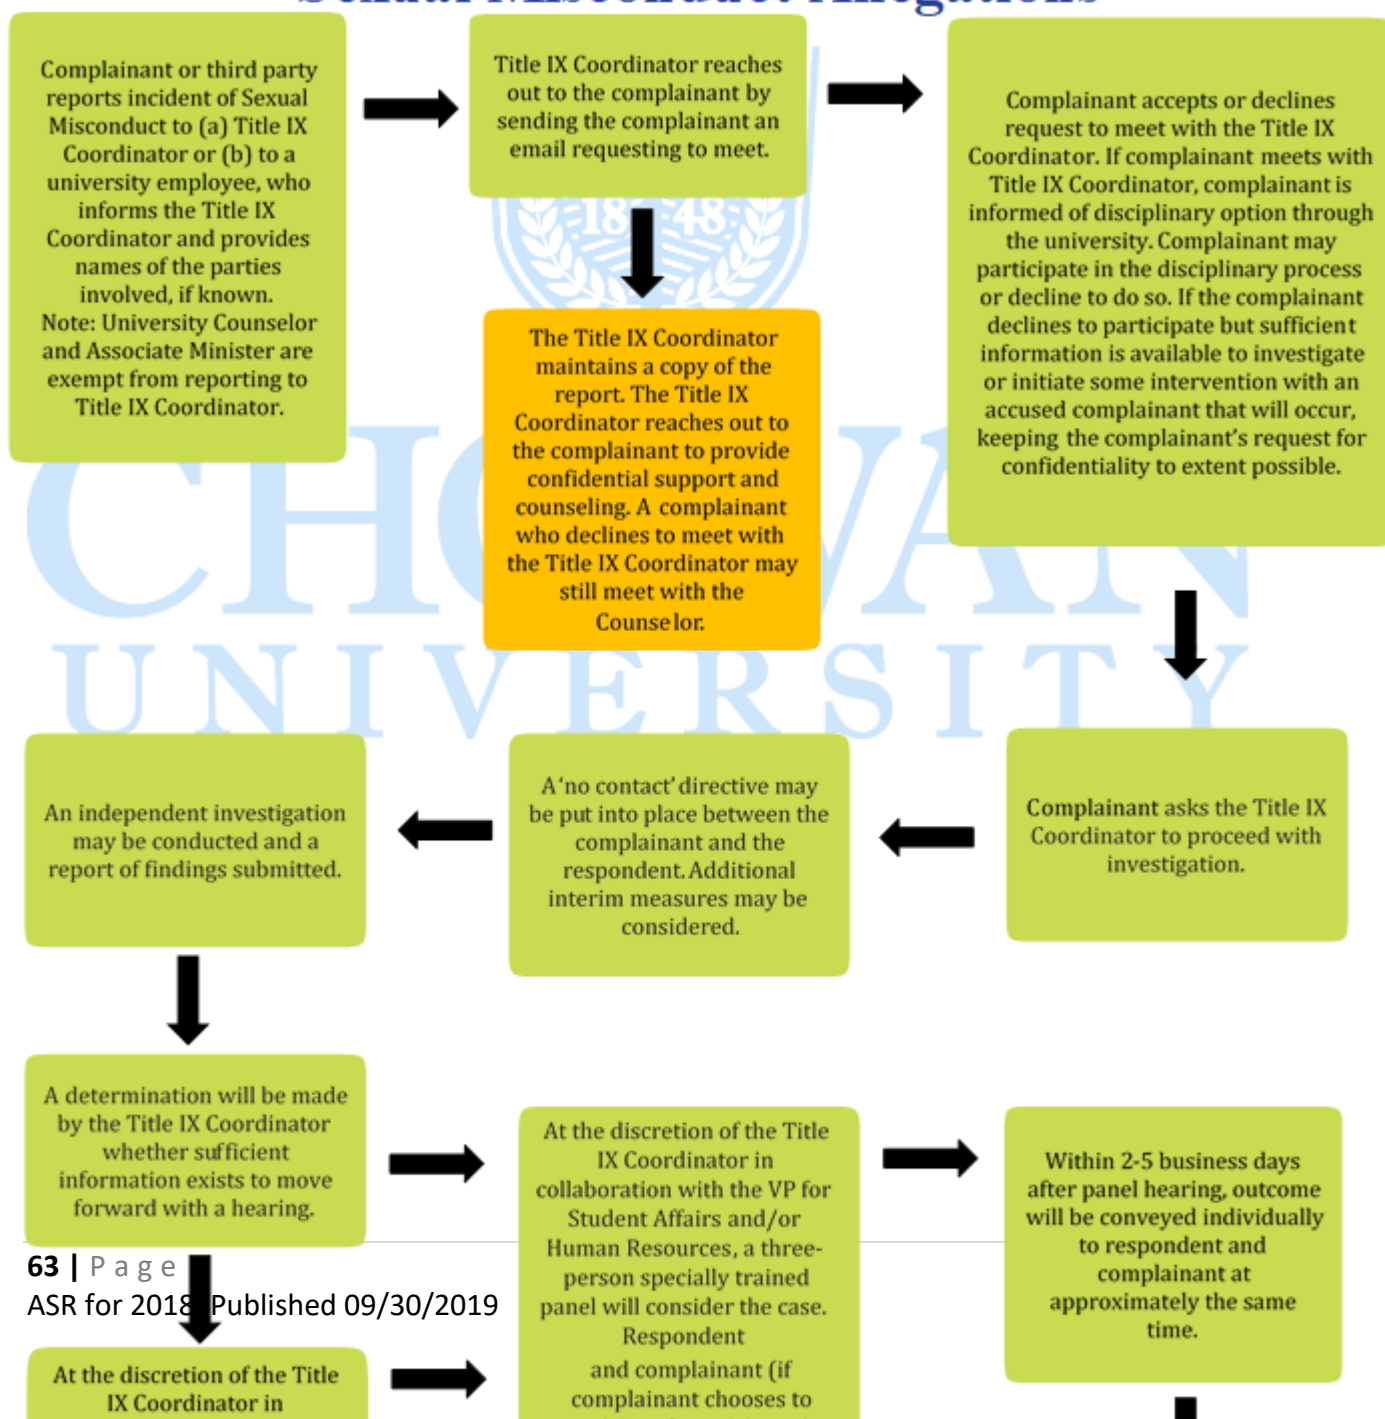 Sexual Misconduct Allegations
Complainant or third party
reports incident of Sexual
Misconduct to (a) Title IX
Coordinator or (b) to a
university employee, who
informs the Title IX
Coordinator and provides
names of the parties
involved, if known.
Note: University Counselor
and Associate Minister are
exempt from reporting to
Title IX Coordinator.
Title IX Coordinator reaches
out to the complainant by
sending the complainant an
email requesting to meet.
Complainant accepts or declines
request to meet with the Title IX
Coordinator. If complainant meets with
Title IX Coordinator, complainant is
informed of disciplinary option through
the university. Complainant may
participate in the disciplinary process
or decline to do so. If the complainant
declines to participate but sufficient
information is available to investigate
or initiate some intervention with an
accused complainant that will occur,
keeping the complainant's request for
confidentiality to extent possible.
18 48
The Title IX Coordinator
maintains a copy of the
report. The Title IX
Coordinator reaches out to
the complainant to provide
confidential support and
counseling. A complainant
who declines to meet with
the Title IX Coordinator may
still meet with the
Counselor.
UNIVERSITY
Complainant asks the Title IX
Coordinator to proceed with
investigation.
A 'no contact' directive may
be put into place between the
complainant and the
respondent. Additional
interim measures may be
considered.
An independent investigation
may be conducted and a
report of findings submitted.
A determination will be made
by the Title IX Coordinator
whether sufficient
information exists to move
forward with a hearing.
At the discretion of the Title
IX Coordinator in
collaboration with the VP for
Student Affairs and/or
Human Resources, a three-
person specially trained
panel will consider the case.
Respondent
and complainant (if
complainant chooses to
Within 2-5 business days
after panel hearing, outcome
will be conveyed individually
to respondent and
complainant at
approximately the same
time.
63 | Page
ASR for 2018 Published 09/30/2019
At the discretion of the Title
IX Coordinator in